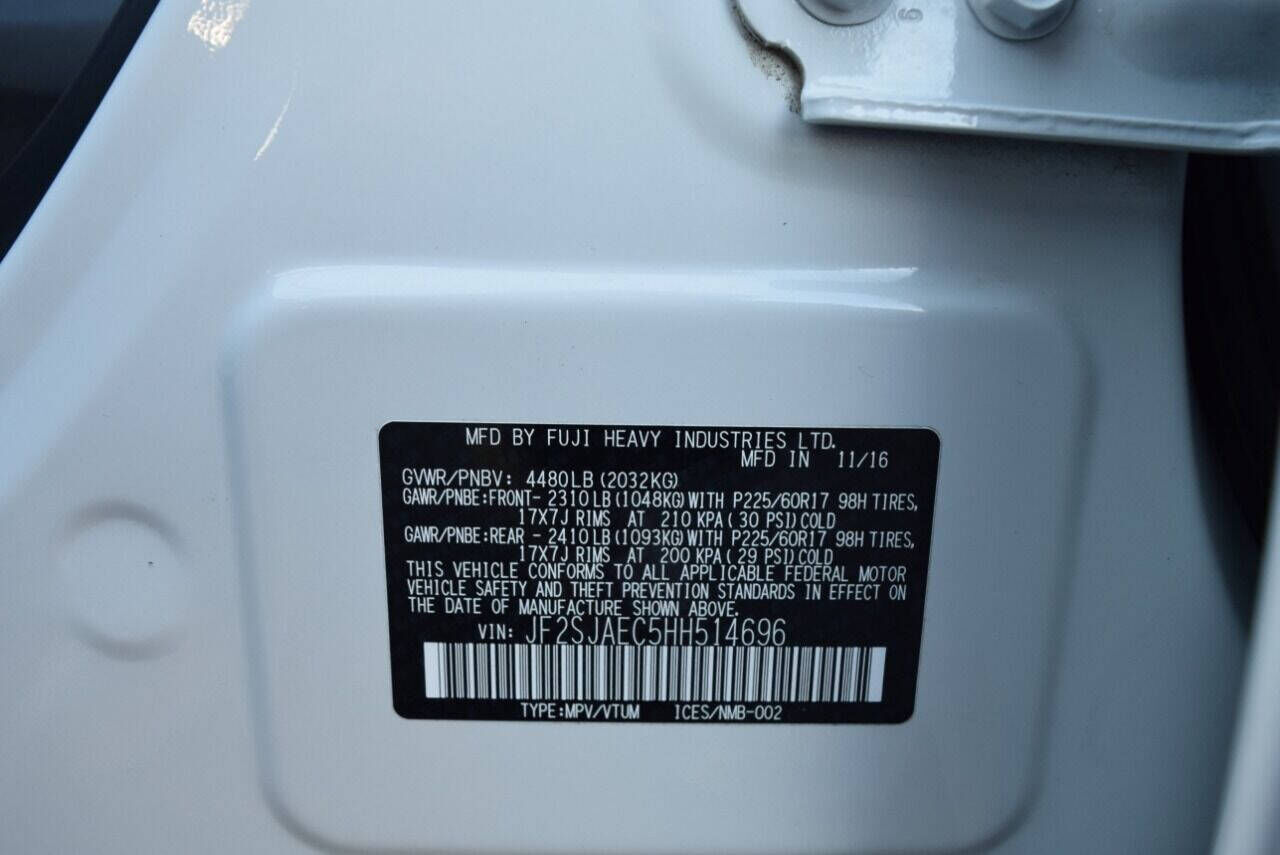 MFD BY FUJI HEAVY INDUSTRIES LTD.
MFD IN 11/16
GVWR/PNBV: 4480LB(2032KG)
GAWR/PNBE:FRONT- 2310LB(1048KG)WITH P225/60R17 98H TIRES,
17X7J RIMS AT 210 KPA(30 PSI)COLD
GAWR/PNBE:REAR - 2410LB(1093KG)WITH P225/60R17 98H TIRES,
17X7J RIMS AT 200 KPA(29 PSI)COLD
THIS VEHICLE CONFORMS TO ALL APPLICABLE FEDERAL MOTOR
VEHICLE SAFETY AND THEFT PREVENTION STANDARDS IN EFFECT ON
THE DATE OF MANUFACTURE SHOWN ABOVE.
VIN: JF2SJAEC5HH514696
TYPE:MPV/VTUM ICES/NMB-002